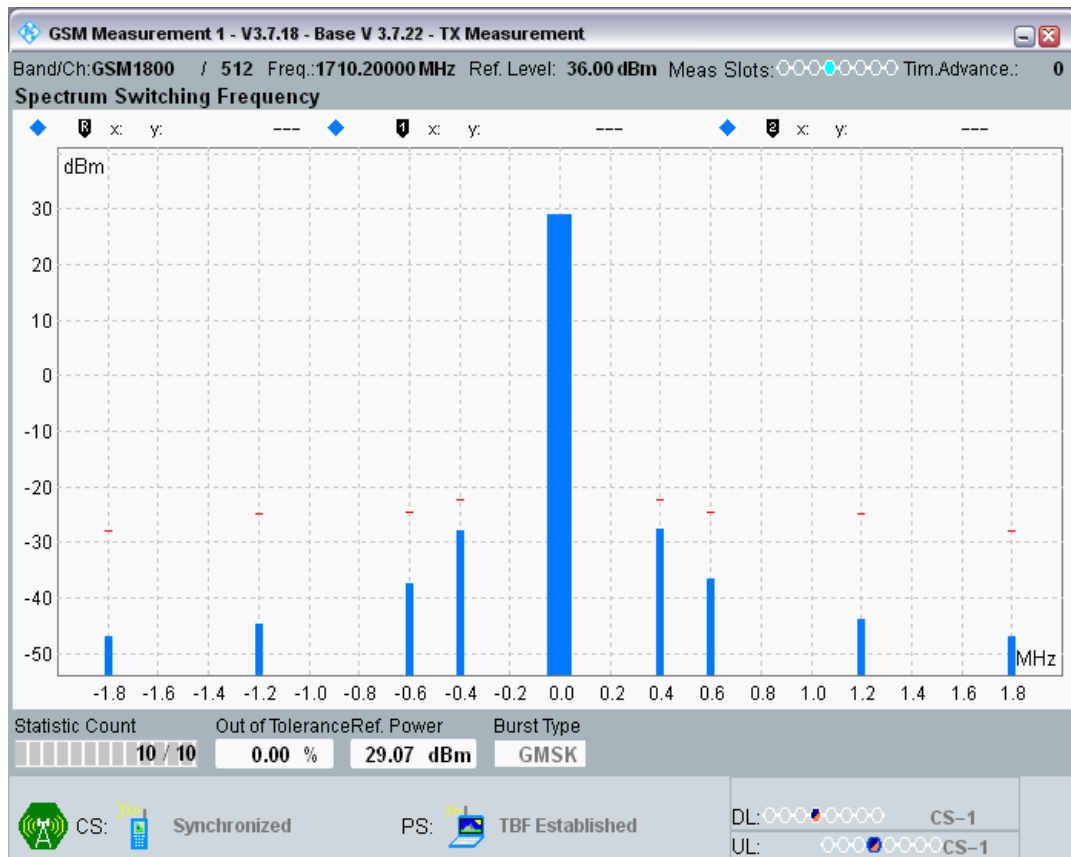 GSM Measurement 1 - V3.7.18 - Base V 3.7.22 - TX Measurement
Band/Ch:GSM1800 / 512 Freq.:1710.20000 MHz Ref. Level: 36.00 dBm Meas Slots: Tim.Advance.: 0
Spectrum Switching Frequency
R x: y: --- 1 x: y: --- 2 x: y: ---
dBm
30
20
10
0
-10
-20
-30
-40
-50
MHz
-1.8 -1.6 -1.4 -1.2 -1.0 -0.8 -0.6 -0.4 -0.2 0.0 0.2 0.4 0.6 0.8 1.0 1.2 1.4 1.6 1.8
Statistic Count Out of Tolerance Ref. Power Burst Type
10 / 10 0.00 % 29.07 dBm GMSK
CS: Synchronized PS: TBF Established DL: CS-1
UL: CS-1